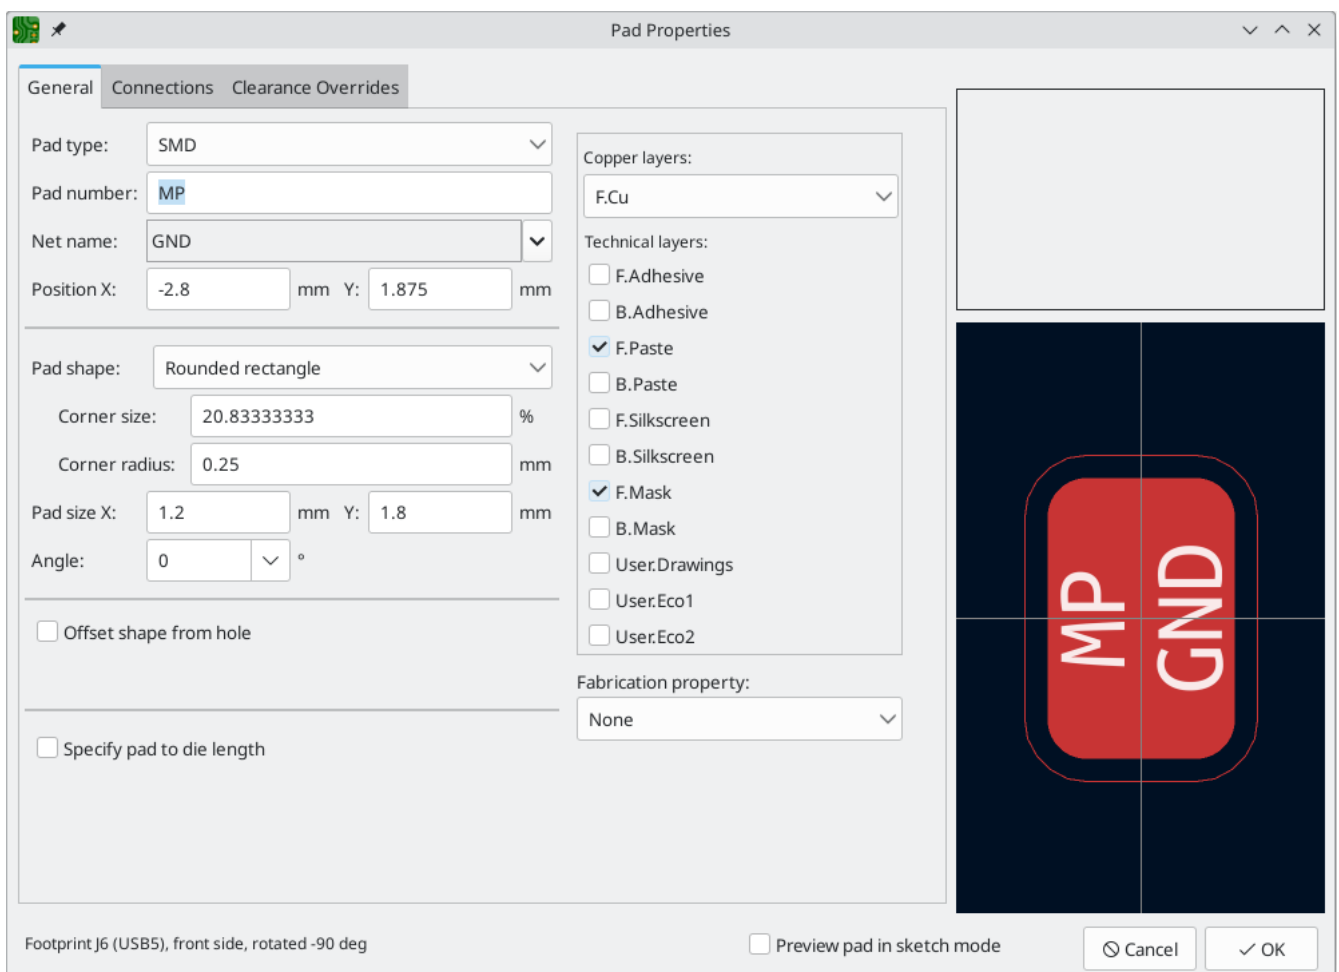 Pad Properties
General Connections Clearance Overrides
Pad type: SMD
Pad number: MP
Net name: GND
Position X: -2.8 mm Y: 1.875 mm
Pad shape: Rounded rectangle
Corner size: 20.83333333 %
Corner radius: 0.25 mm
Pad size X: 1.2 mm Y: 1.8 mm
Angle: 0 °
Offset shape from hole
Specify pad to die length
Copper layers:
F.Cu
Technical layers:
F.Adhesive
B.Adhesive
F.Paste
B.Paste
F.Silkscreen
B.Silkscreen
F.Mask
B.Mask
User.Drawings
User.Eco1
User.Eco2
Fabrication property:
None
MP
GND
Footprint J6 (USB5), front side, rotated -90 deg
Preview pad in sketch mode
Cancel
OK